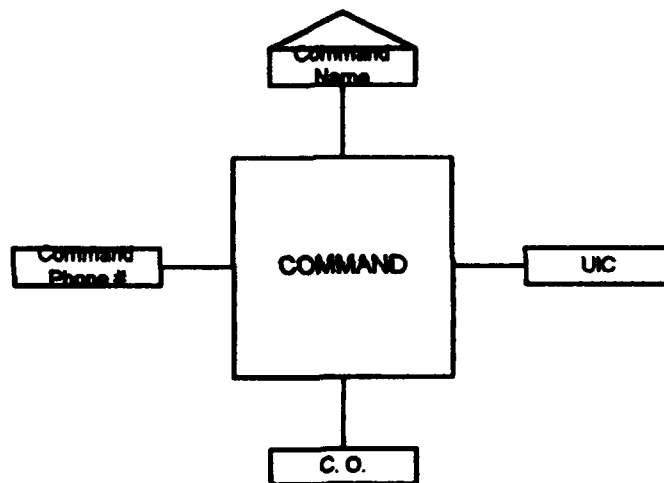 Command
Name
Command
Phone #
COMMAND
UIC
C. O.